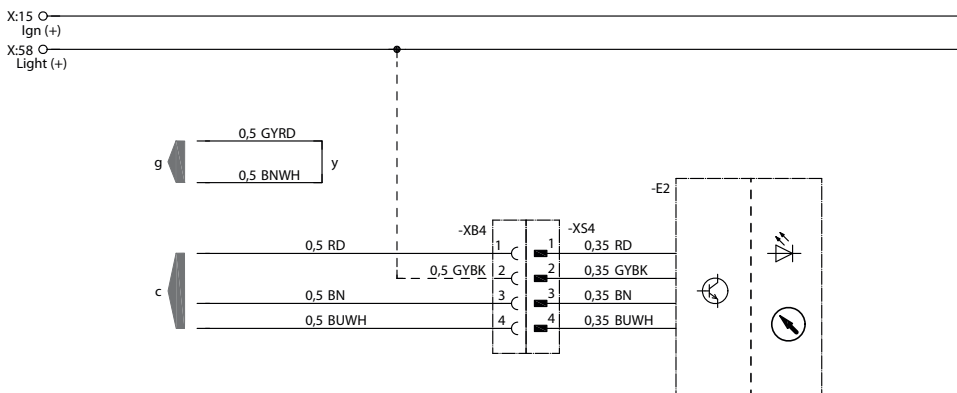 X:15
Ign (+)
X:58
Light (+)
0,5 GYRD
g
y
0,5 BNWH
-E2
-XB4
-XS4
0,5 RD
1
1
0,35 RD
0,5 GYBK
2
2
0,35 GYBK
c
0,5 BN
3
3
0,35 BN
0,5 BUWH
4
4
0,35 BUWH